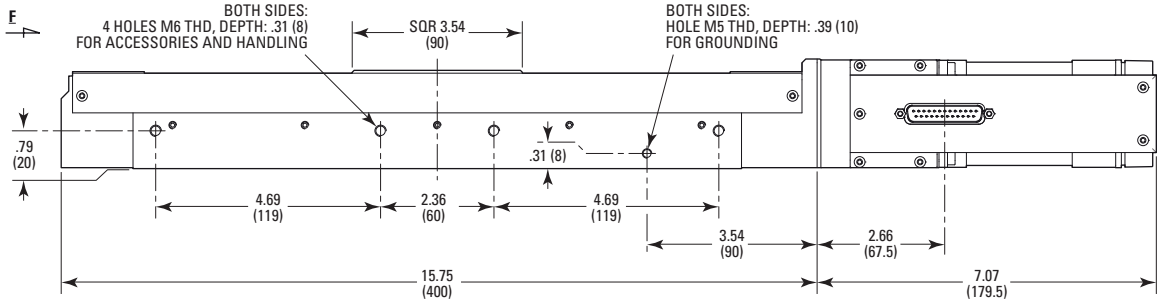 F
BOTH SIDES:
4 HOLES M6 THD, DEPTH: .31 (8)
FOR ACCESSORIES AND HANDLING
SQR 3.54
(90)
BOTH SIDES:
HOLE M5 THD, DEPTH: .39 (10)
FOR GROUNDING
.79
(20)
.31 (8)
4.69
(119)
2.36
(60)
4.69
(119)
3.54
(90)
2.66
(67.5)
15.75
(400)
7.07
(179.5)